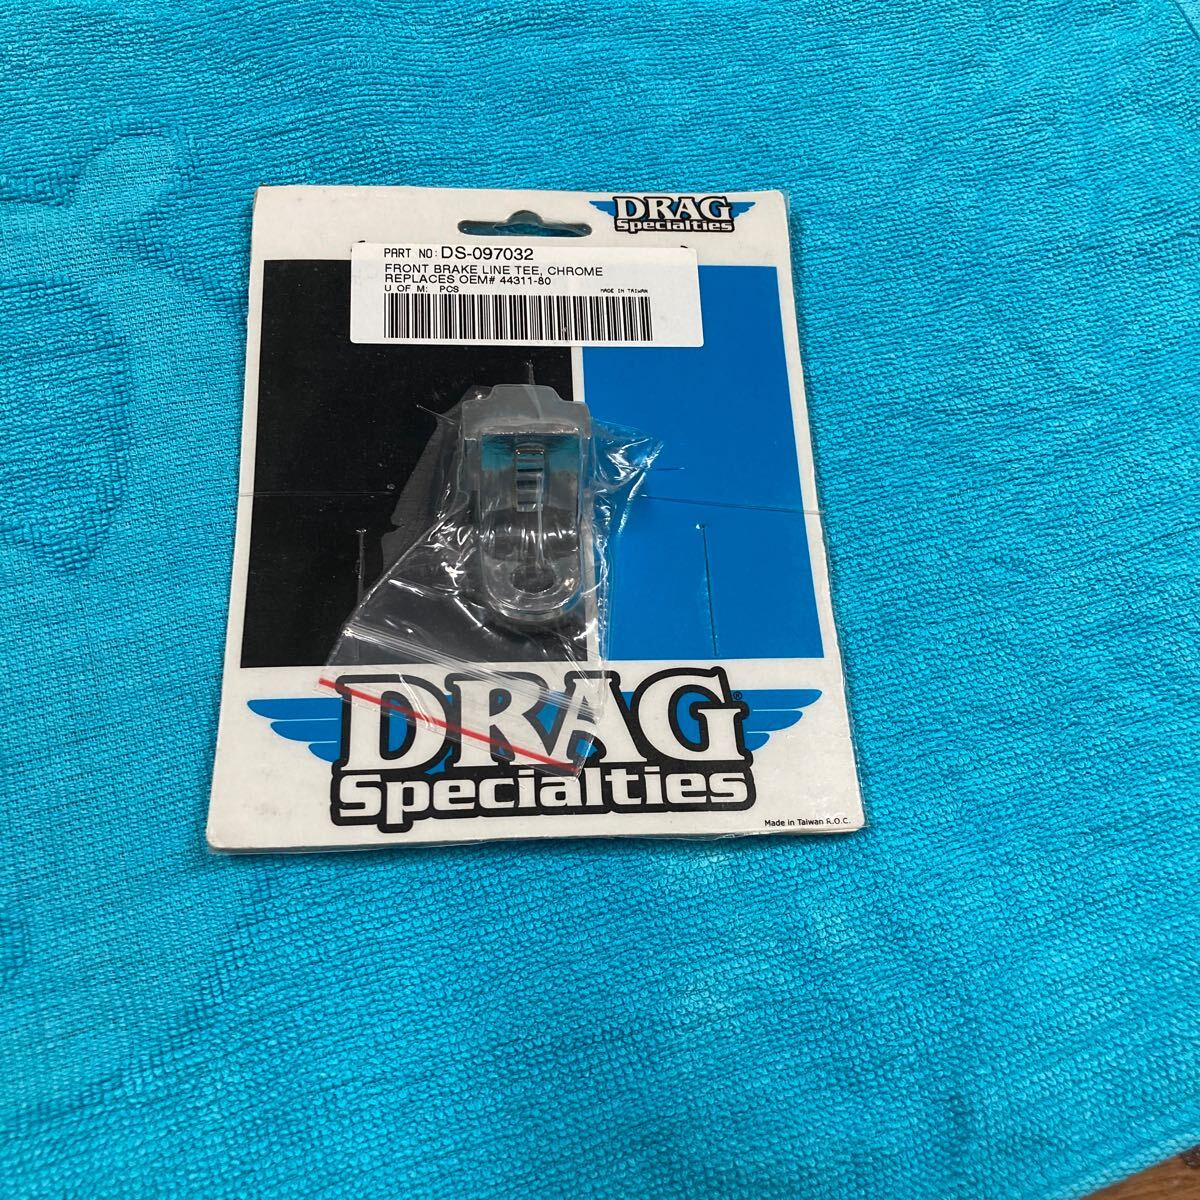 DRAG
Specialties
PART NO: DS-097032
FRONT BRAKE LINE TEE, CHROME
REPLACES OEM# 44311-80
U OF M: PCS MADE IN TAIWAN
DRAG®
Specialties
Made in Taiwan R.O.C.